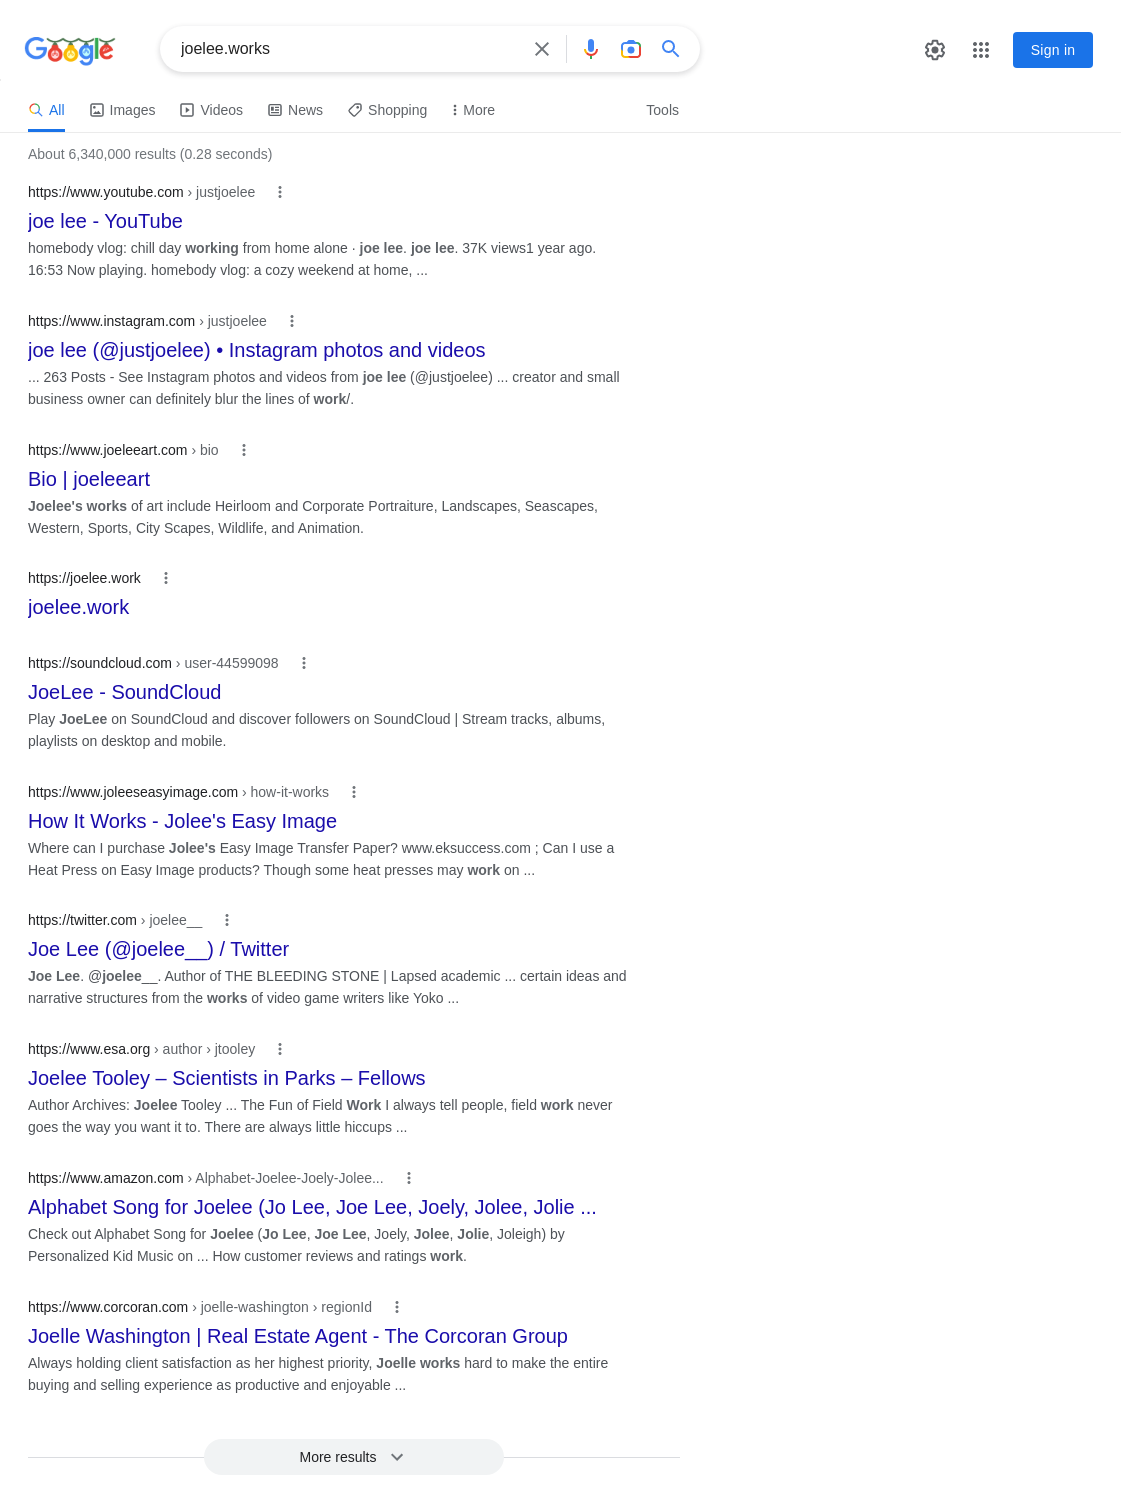 Google
joelee.works
Sign in
All Images Videos News Shopping More Tools
About 6,340,000 results (0.28 seconds)
https://www.youtube.com › justjoelee
joe lee - YouTube
homebody vlog: chill day working from home alone · joe lee. joe lee. 37K views1 year ago.
16:53 Now playing. homebody vlog: a cozy weekend at home, ...
https://www.instagram.com › justjoelee
joe lee (@justjoelee) • Instagram photos and videos
... 263 Posts - See Instagram photos and videos from joe lee (@justjoelee) ... creator and small
business owner can definitely blur the lines of work/.
https://www.joeleeart.com › bio
Bio | joeleeart
Joelee's works of art include Heirloom and Corporate Portraiture, Landscapes, Seascapes,
Western, Sports, City Scapes, Wildlife, and Animation.
https://joelee.work
joelee.work
https://soundcloud.com › user-44599098
JoeLee - SoundCloud
Play JoeLee on SoundCloud and discover followers on SoundCloud | Stream tracks, albums,
playlists on desktop and mobile.
https://www.joleeseasyimage.com › how-it-works
How It Works - Jolee's Easy Image
Where can I purchase Jolee's Easy Image Transfer Paper? www.eksuccess.com ; Can I use a
Heat Press on Easy Image products? Though some heat presses may work on ...
https://twitter.com › joelee__
Joe Lee (@joelee__) / Twitter
Joe Lee. @joelee__. Author of THE BLEEDING STONE | Lapsed academic ... certain ideas and
narrative structures from the works of video game writers like Yoko ...
https://www.esa.org › author › jtooley
Joelee Tooley – Scientists in Parks – Fellows
Author Archives: Joelee Tooley ... The Fun of Field Work I always tell people, field work never
goes the way you want it to. There are always little hiccups ...
https://www.amazon.com › Alphabet-Joelee-Joely-Jolee...
Alphabet Song for Joelee (Jo Lee, Joe Lee, Joely, Jolee, Jolie ...
Check out Alphabet Song for Joelee (Jo Lee, Joe Lee, Joely, Jolee, Jolie, Joleigh) by
Personalized Kid Music on ... How customer reviews and ratings work.
https://www.corcoran.com › joelle-washington › regionId
Joelle Washington | Real Estate Agent - The Corcoran Group
Always holding client satisfaction as her highest priority, Joelle works hard to make the entire
buying and selling experience as productive and enjoyable ...
More results